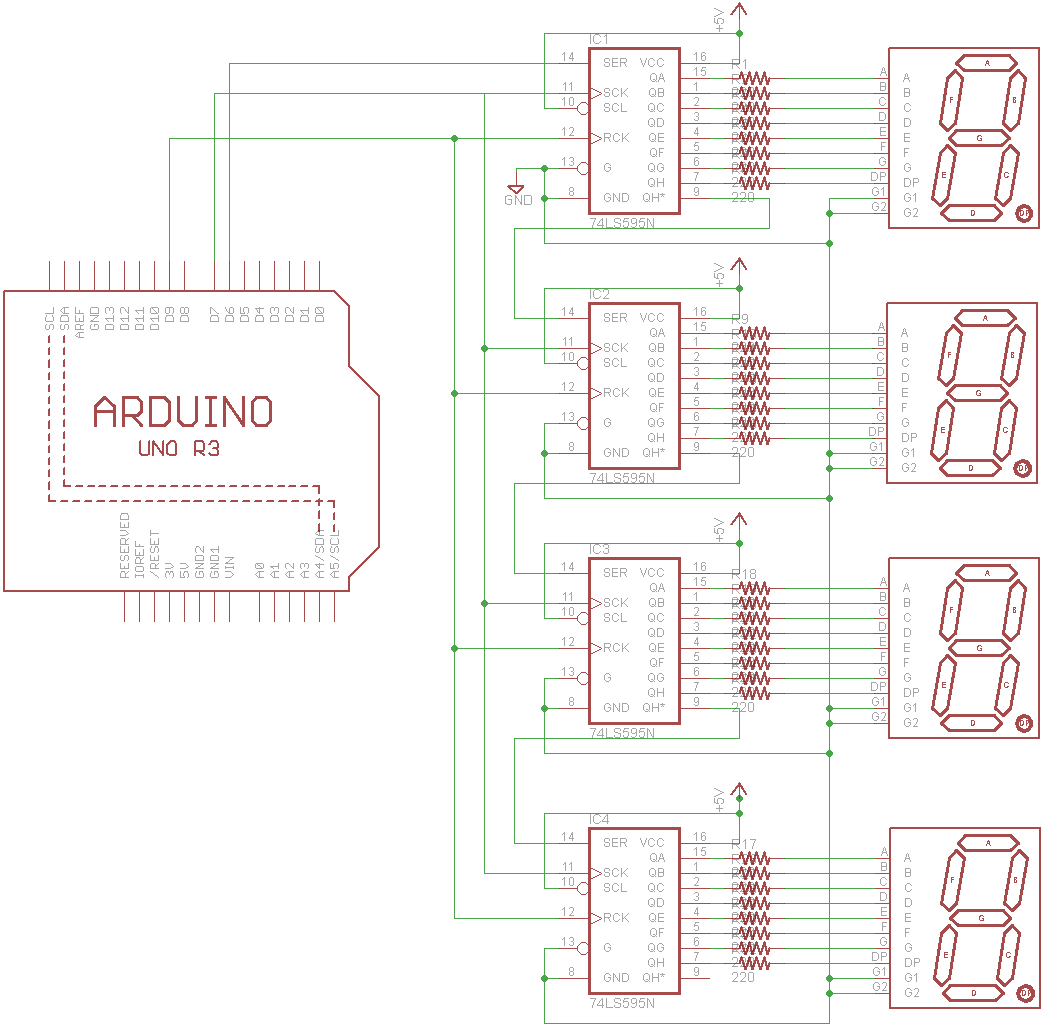 +5V
IC1
14 SER VCC 16
R1
QA 15
11 SCK QB 1
10 SCL QC 2
QD 3
12 RCK QE 4
QF 5
13 G QG 6
QH 7
8 GND QH* 9
220
74LS595N
GND
A A
B B
C C
D D
E E
F F
G G
DP DP
G1 G1
G2 G2
A
F B
G
E C
D DP
+5V
IC2
14 SER VCC 16
R9
QA 15
11 SCK QB 1
10 SCL QC 2
QD 3
12 RCK QE 4
QF 5
13 G QG 6
QH 7
8 GND QH* 9
220
74LS595N
A A
B B
C C
D D
E E
F F
G G
DP DP
G1 G1
G2 G2
A
F B
G
E C
D DP
SCL SDA AREF GND D13 D12 D11 D10 D9 D8 D7 D6 D5 D4 D3 D2 D1 D0
ARDUINO
UNO R3
RESERVED IOREF /RESET 3V 5V GND2 GND1 VIN A0 A1 A2 A3 A4/SDA A5/SCL
+5V
IC3
14 SER VCC 16
R18
QA 15
11 SCK QB 1
10 SCL QC 2
QD 3
12 RCK QE 4
QF 5
13 G QG 6
QH 7
8 GND QH* 9
220
74LS595N
A A
B B
C C
D D
E E
F F
G G
DP DP
G1 G1
G2 G2
A
F B
G
E C
D DP
+5V
IC4
14 SER VCC 16
R17
QA 15
11 SCK QB 1
10 SCL QC 2
QD 3
12 RCK QE 4
QF 5
13 G QG 6
QH 7
8 GND QH* 9
220
74LS595N
A A
B B
C C
D D
E E
F F
G G
DP DP
G1 G1
G2 G2
A
F B
G
E C
D DP